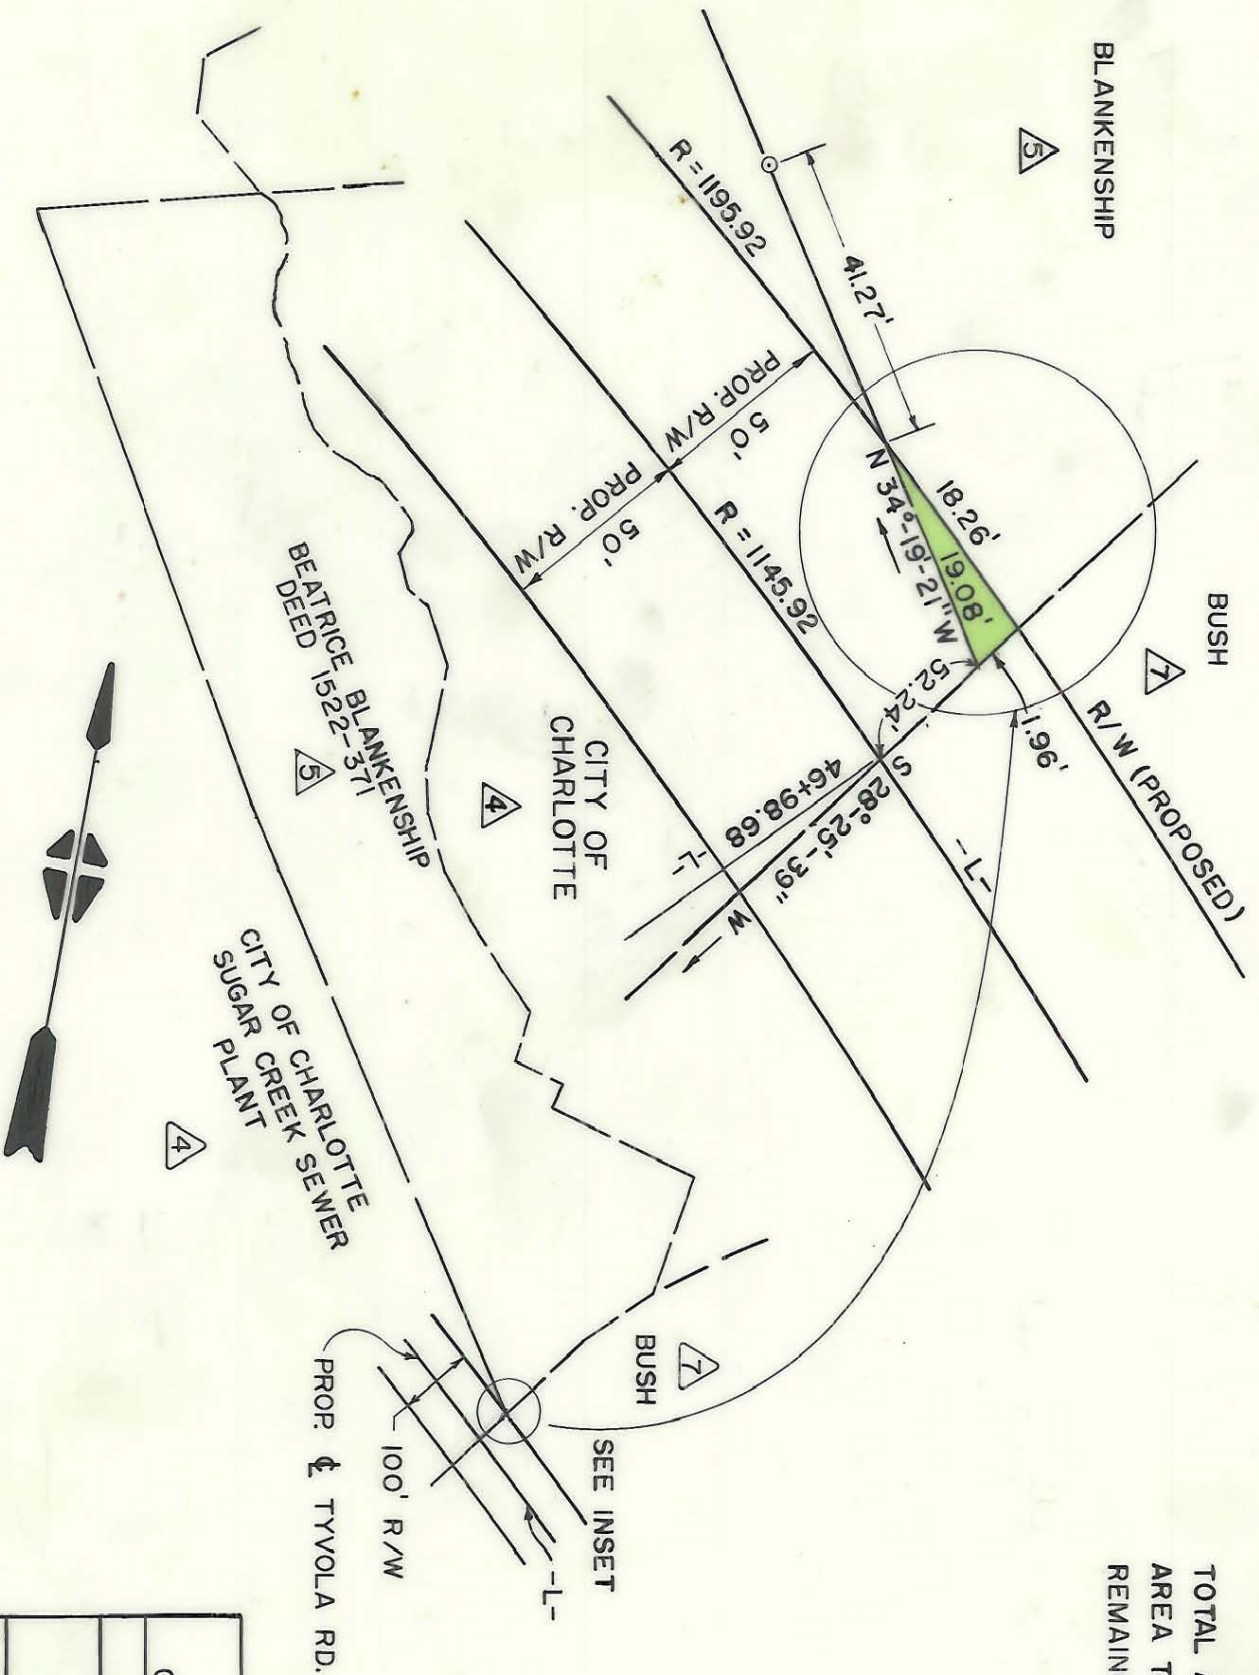 BLANKENSHIP
5
BUSH
7
R = 1195.92
41.27'
18.26'
19.08'
N 34°-19'-21" W
1.96'
R/W (PROPOSED)
PROP. R/W
50'
PROP. R/W
50'
R = 1145.92
52.24'
S 28°-25'-39" W
46+98.68
-L-
-L-
CITY OF
CHARLOTTE
4
BEATRICE BLANKENSHIP
DEED 1522-371
5
CITY OF CHARLOTTE
SUGAR CREEK SEWER
PLANT
4
BUSH
7
SEE INSET
-L-
100' R/W
PROP. ℄ TYVOLA RD.
TOTAL
AREA T
REMAIN